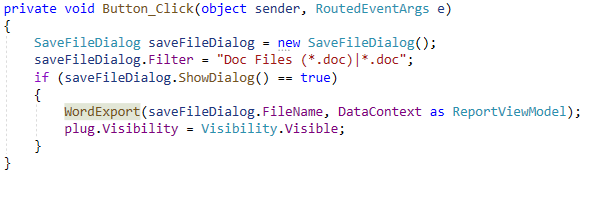 private void Button_Click(object sender, RoutedEventArgs e)
{
SaveFileDialog saveFileDialog = new SaveFileDialog();
saveFileDialog.Filter = "Doc Files (*.doc)|*.doc";
if (saveFileDialog.ShowDialog() == true)
{
WordExport(saveFileDialog.FileName, DataContext as ReportViewModel);
plug.Visibility = Visibility.Visible;
}
}